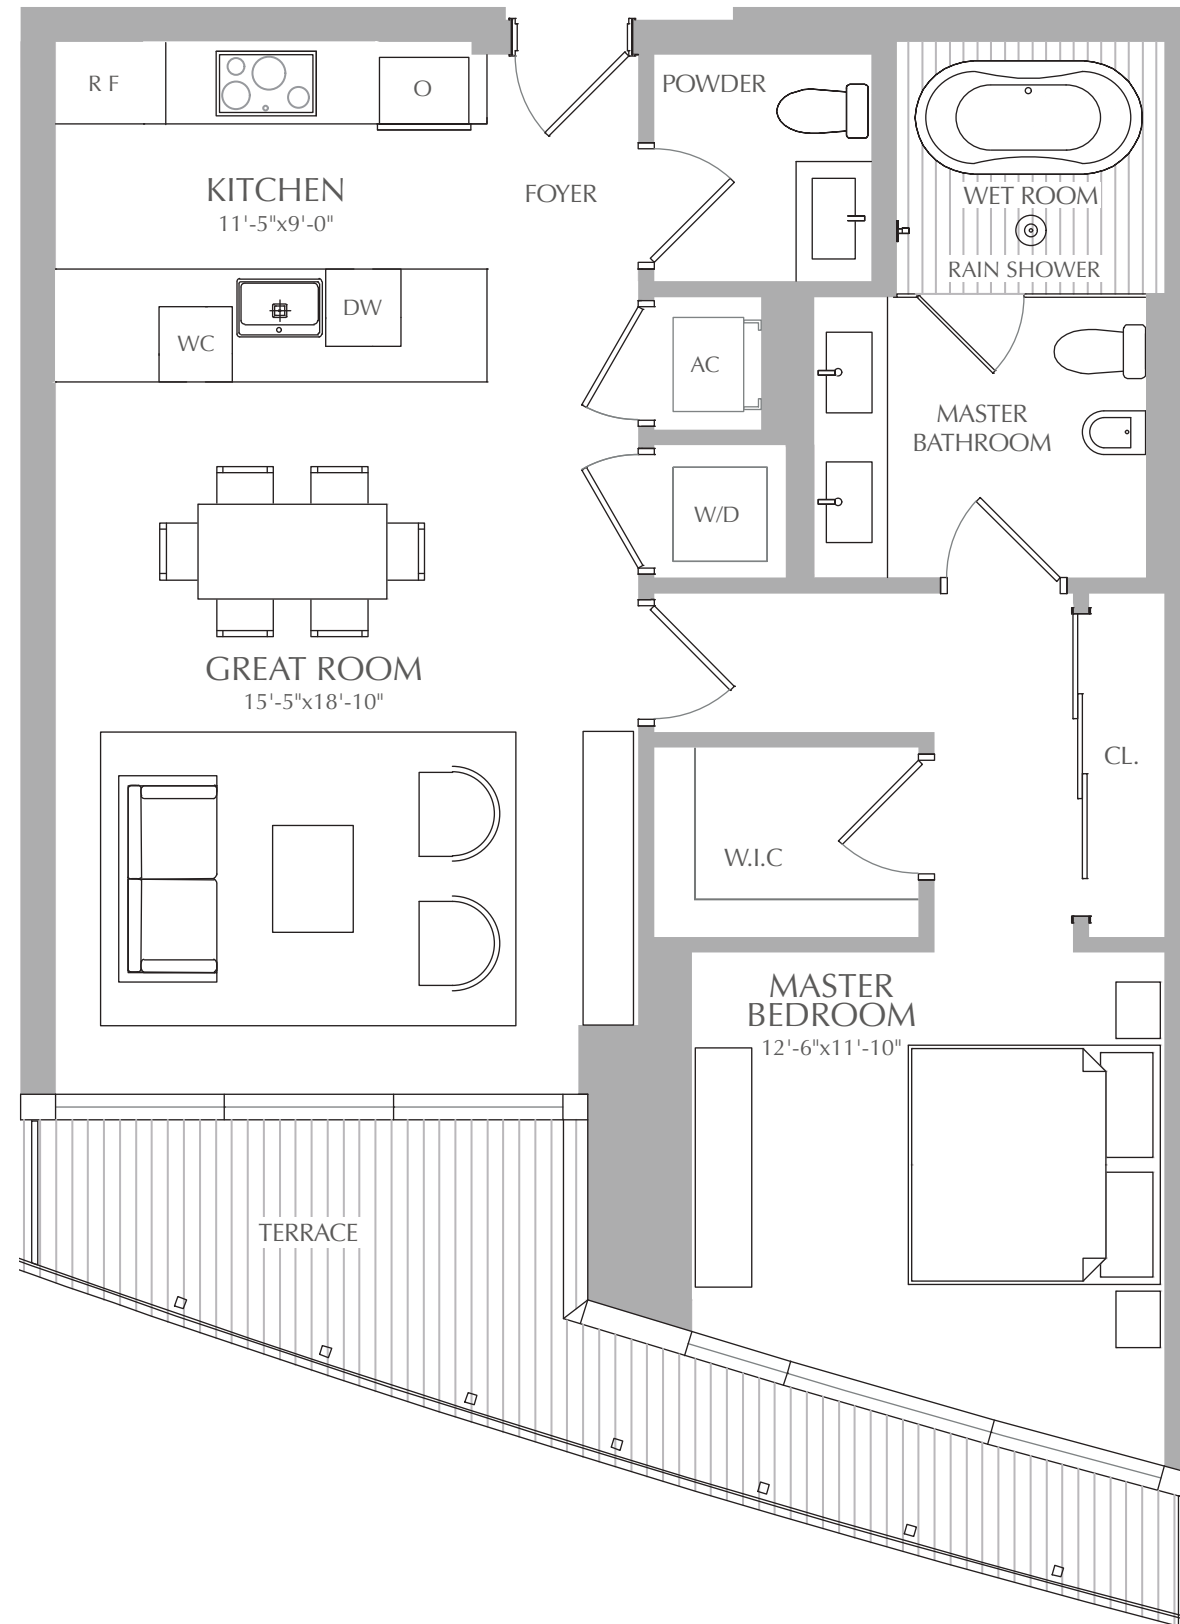 R F
O
POWDER
KITCHEN
11'-5"x9'-0"
FOYER
WET ROOM
RAIN SHOWER
DW
WC
AC
MASTER
BATHROOM
W/D
GREAT ROOM
15'-5"x18'-10"
CL.
W.I.C
MASTER
BEDROOM
12'-6"x11'-10"
TERRACE